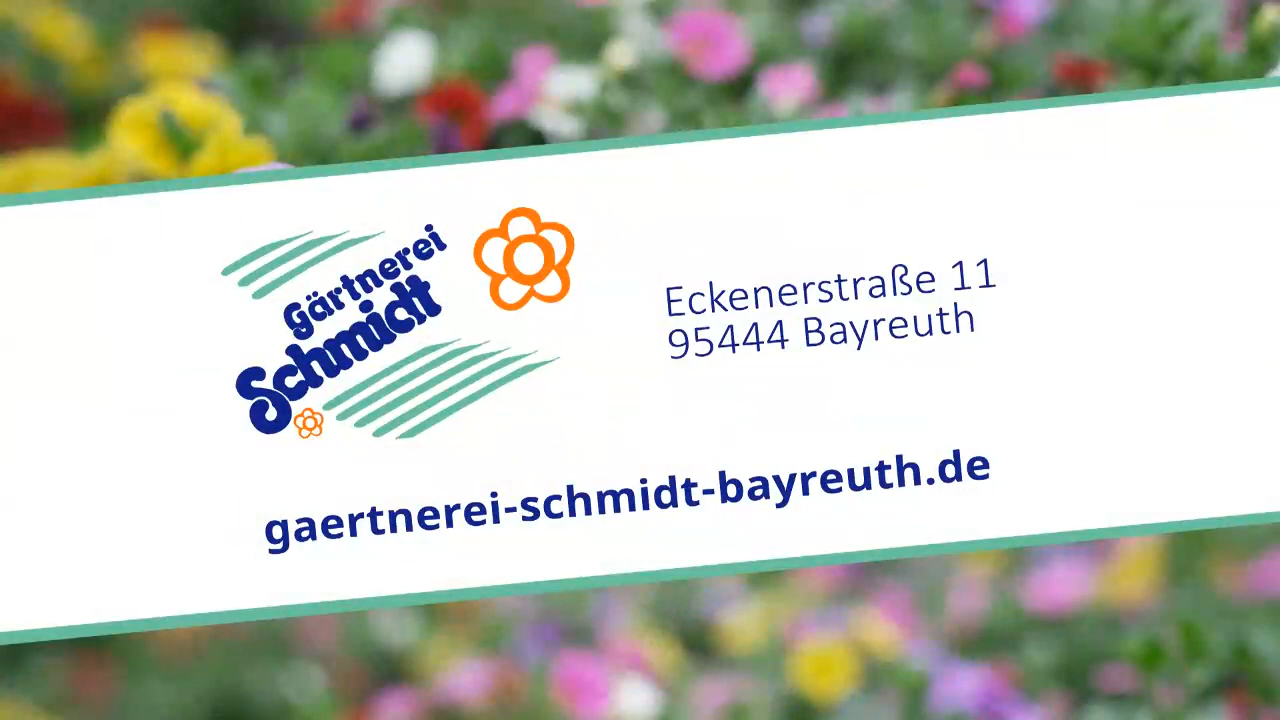 Gärtnerei
Schmidt
Eckenerstraße 11
95444 Bayreuth
gaertnerei-schmidt-bayreuth.de